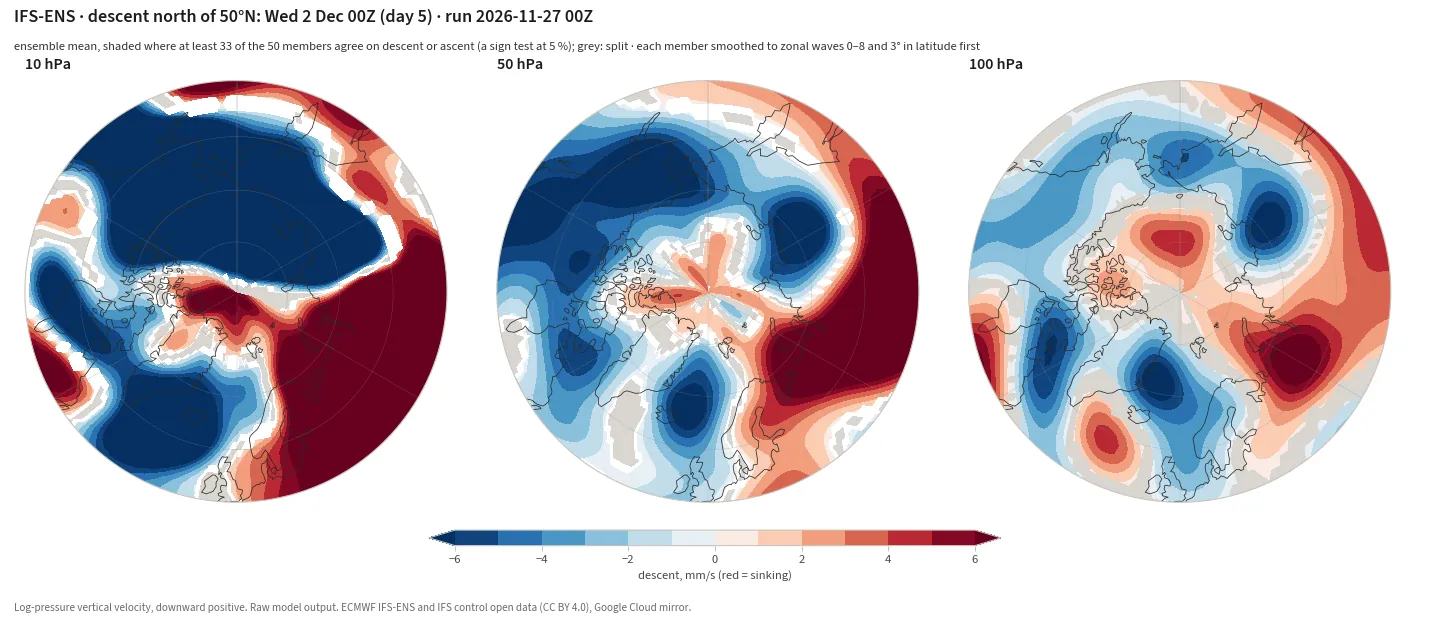 IFS-ENS · descent north of 50°N: Wed 2 Dec 00Z (day 5) · run 2026-11-27 00Z
ensemble mean, shaded where at least 33 of the 50 members agree on descent or ascent (a sign test at 5 %); grey: split · each member smoothed to zonal waves 0–8 and 3° in latitude first
10 hPa
50 hPa
100 hPa
−6 −4 −2 0 2 4 6
descent, mm/s (red = sinking)
Log-pressure vertical velocity, downward positive. Raw model output. ECMWF IFS-ENS and IFS control open data (CC BY 4.0), Google Cloud mirror.